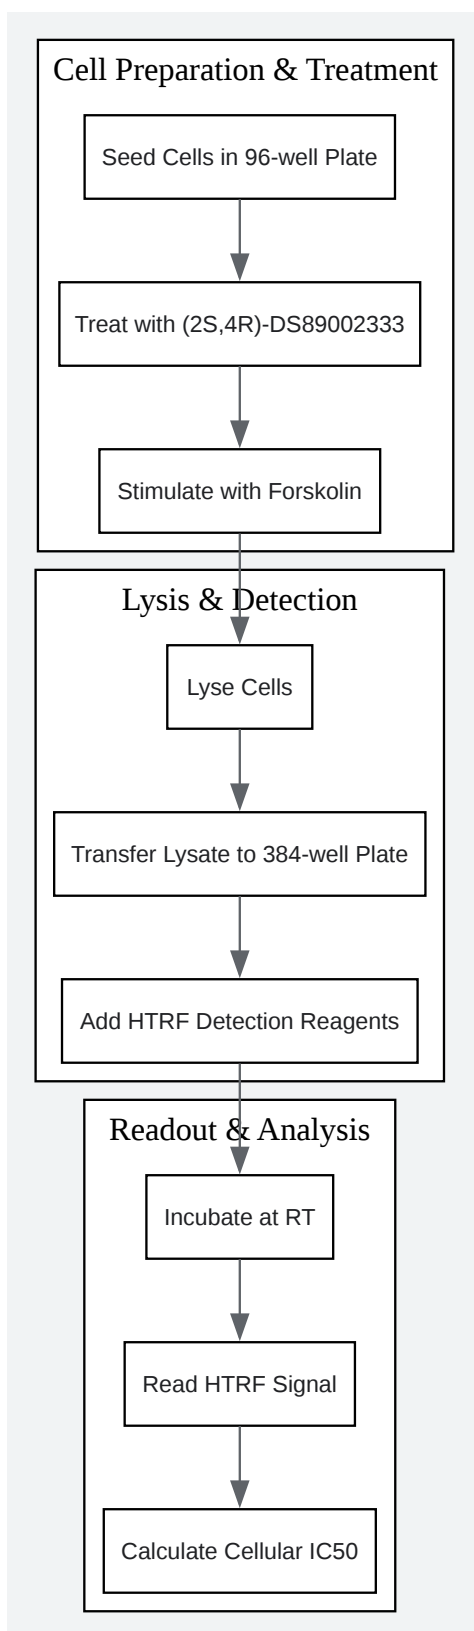 Cell Preparation & Treatment
Seed Cells in 96-well Plate
Treat with (2S,4R)-DS89002333
Stimulate with Forskolin
Lysis & Detection
Lyse Cells
Transfer Lysate to 384-well Plate
Add HTRF Detection Reagents
Readout & Analysis
Incubate at RT
Read HTRF Signal
Calculate Cellular IC50